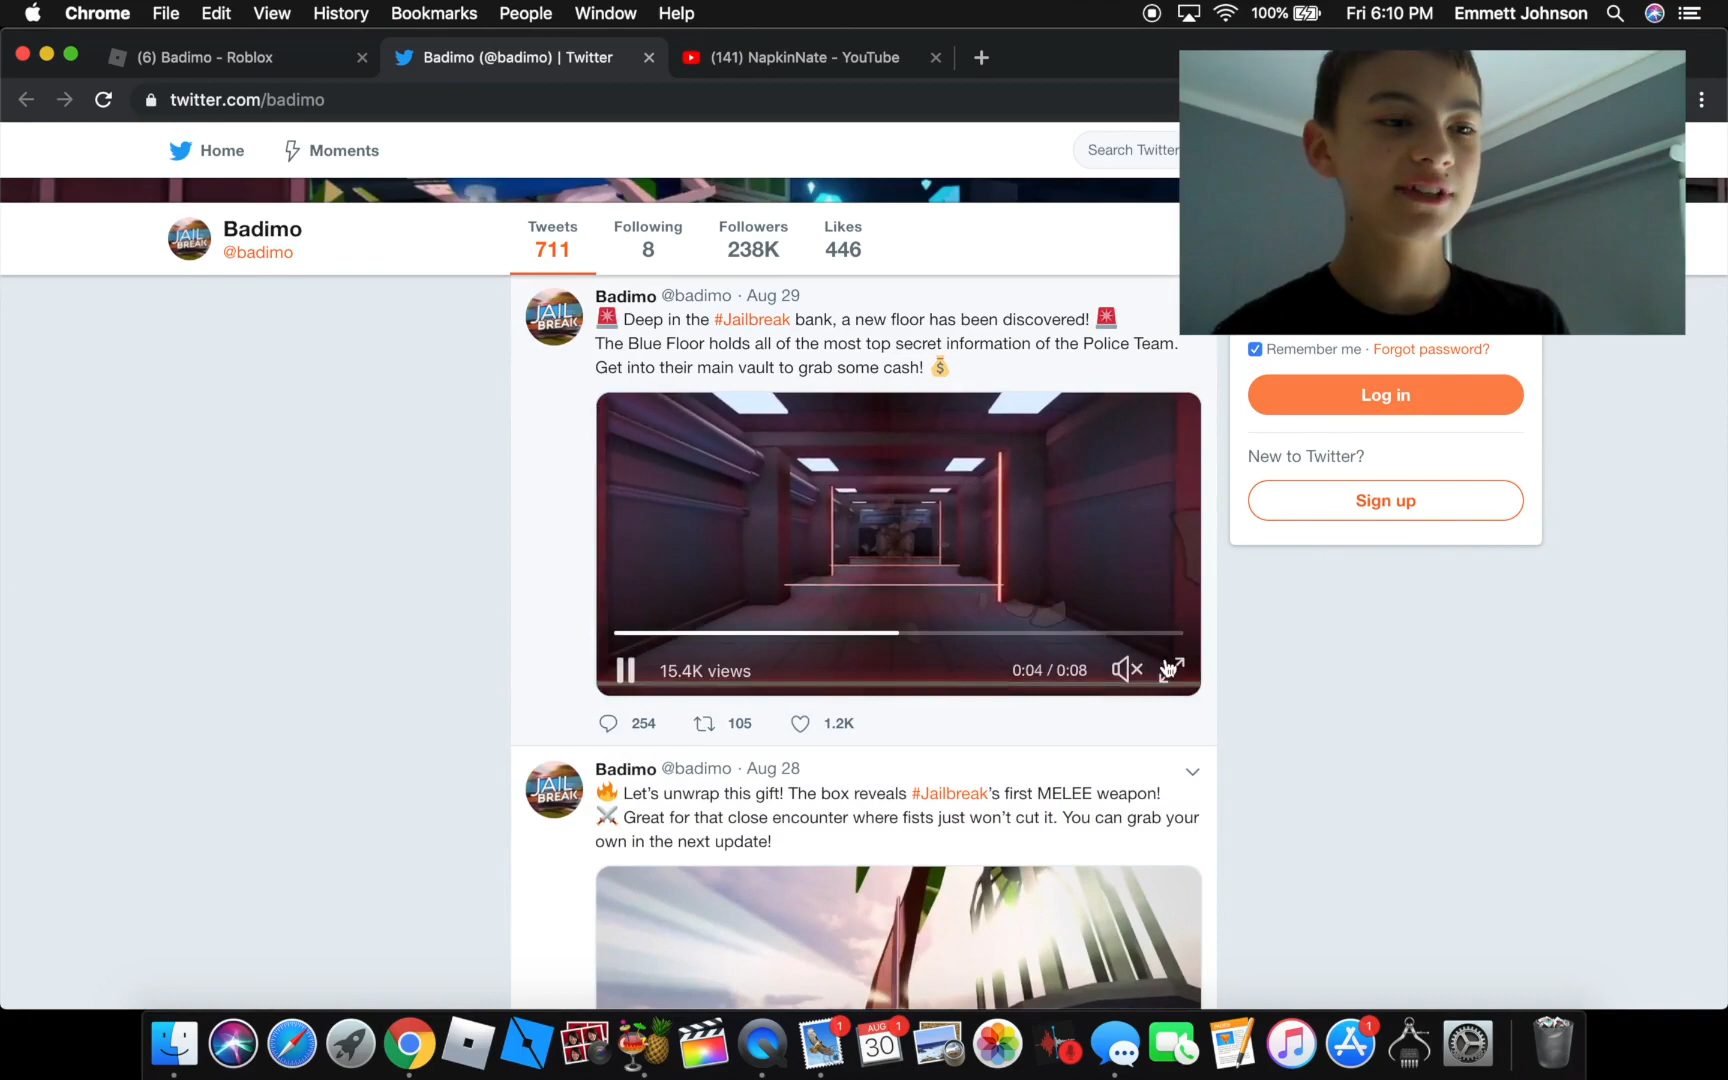 Chrome File Edit View History Bookmarks People Window Help 100% Fri 6:10 PM Emmett Johnson
(6) Badimo - Roblox Badimo (@badimo) | Twitter (141) NapkinNate - YouTube
twitter.com/badimo
Home Moments Search Twitter
Badimo
@badimo
Tweets Following Followers Likes
711 8 238K 446
JAIL BREAK
Badimo @badimo · Aug 29
🚨 Deep in the #Jailbreak bank, a new floor has been discovered! 🚨
The Blue Floor holds all of the most top secret information of the Police Team.
Get into their main vault to grab some cash! 💰
15.4K views 0:04 / 0:08
254 105 1.2K
Badimo @badimo · Aug 28
🔥 Let's unwrap this gift! The box reveals #Jailbreak's first MELEE weapon!
⚔️ Great for that close encounter where fists just won't cut it. You can grab your
own in the next update!
Remember me · Forgot password?
Log in
New to Twitter?
Sign up
1 AUG 30 1 1